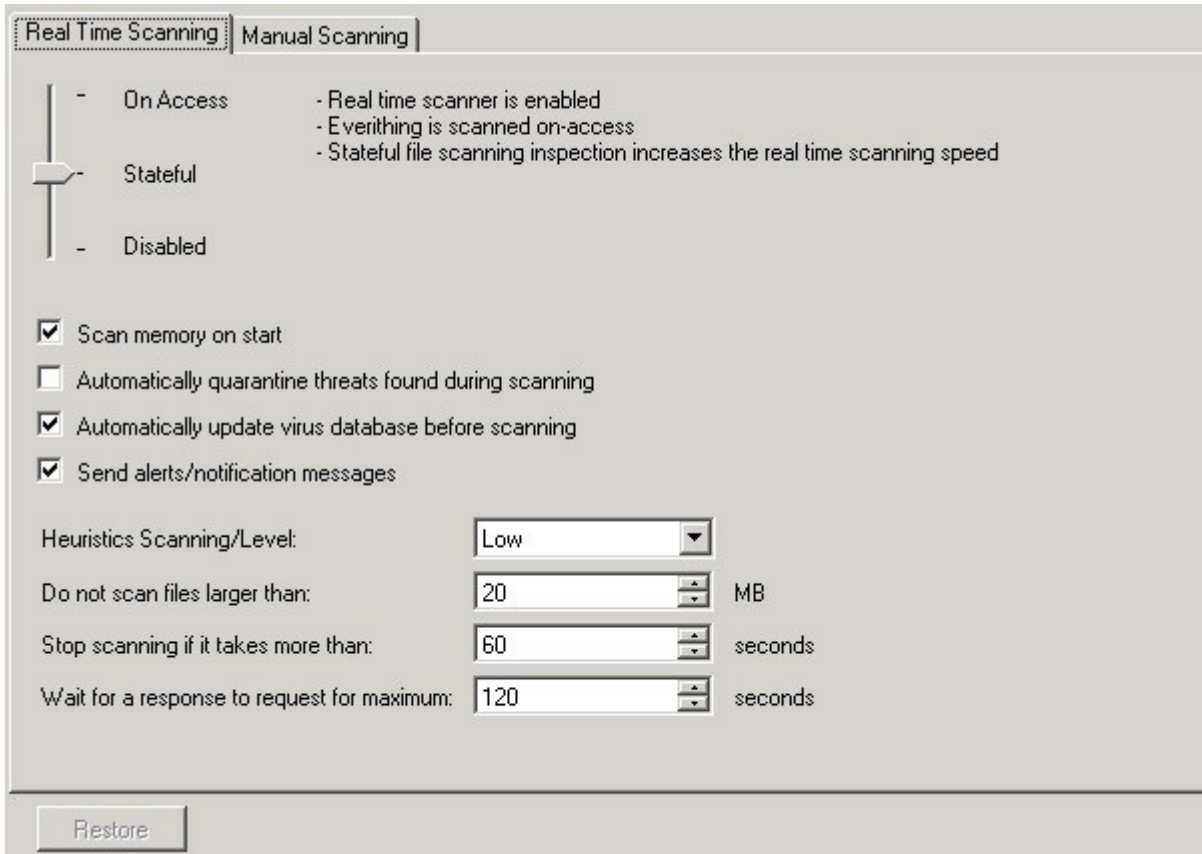 Real Time Scanning Manual Scanning
On Access
- Real time scanner is enabled
- Everithing is scanned on-access
- Stateful file scanning inspection increases the real time scanning speed
Stateful
Disabled
Scan memory on start
Automatically quarantine threats found during scanning
Automatically update virus database before scanning
Send alerts/notification messages
Heuristics Scanning/Level: Low
Do not scan files larger than: 20 MB
Stop scanning if it takes more than: 60 seconds
Wait for a response to request for maximum: 120 seconds
Restore